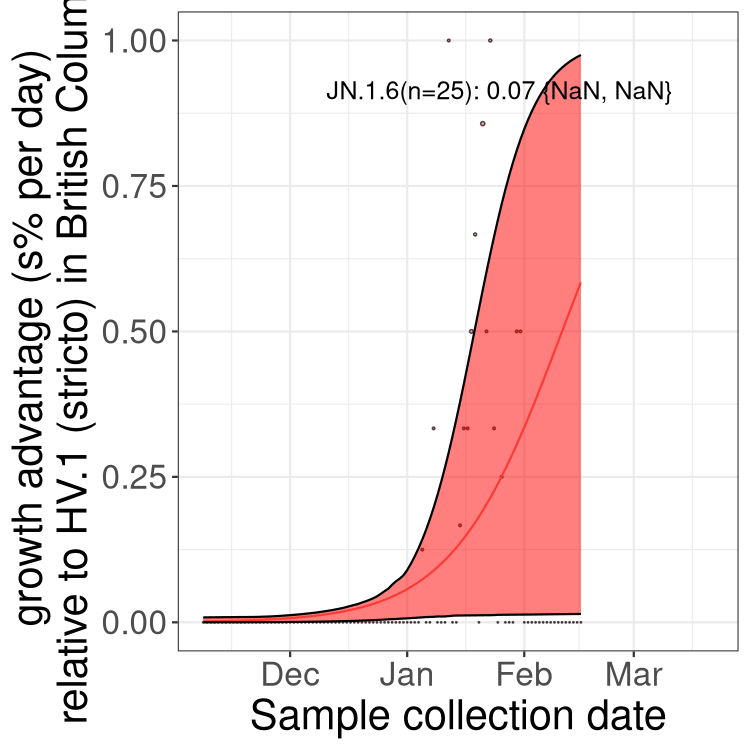 growth advantage (s% per day)
relative to HV.1 (stricto) in British Colum
1.00
0.75
0.50
0.25
0.00
JN.1.6(n=25): 0.07 {NaN, NaN}
Dec Jan Feb Mar
Sample collection date